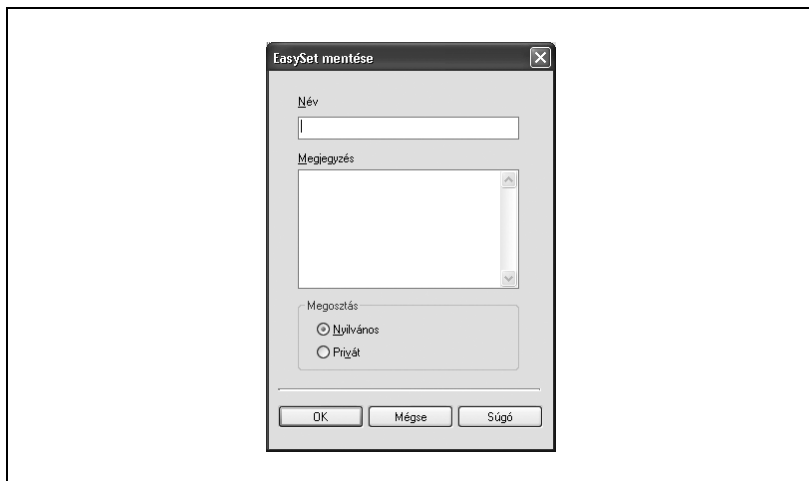 EasySet mentése
Név
Megjegyzés
Megosztás
Nyilvános
Privát
OK Mégse Súgó